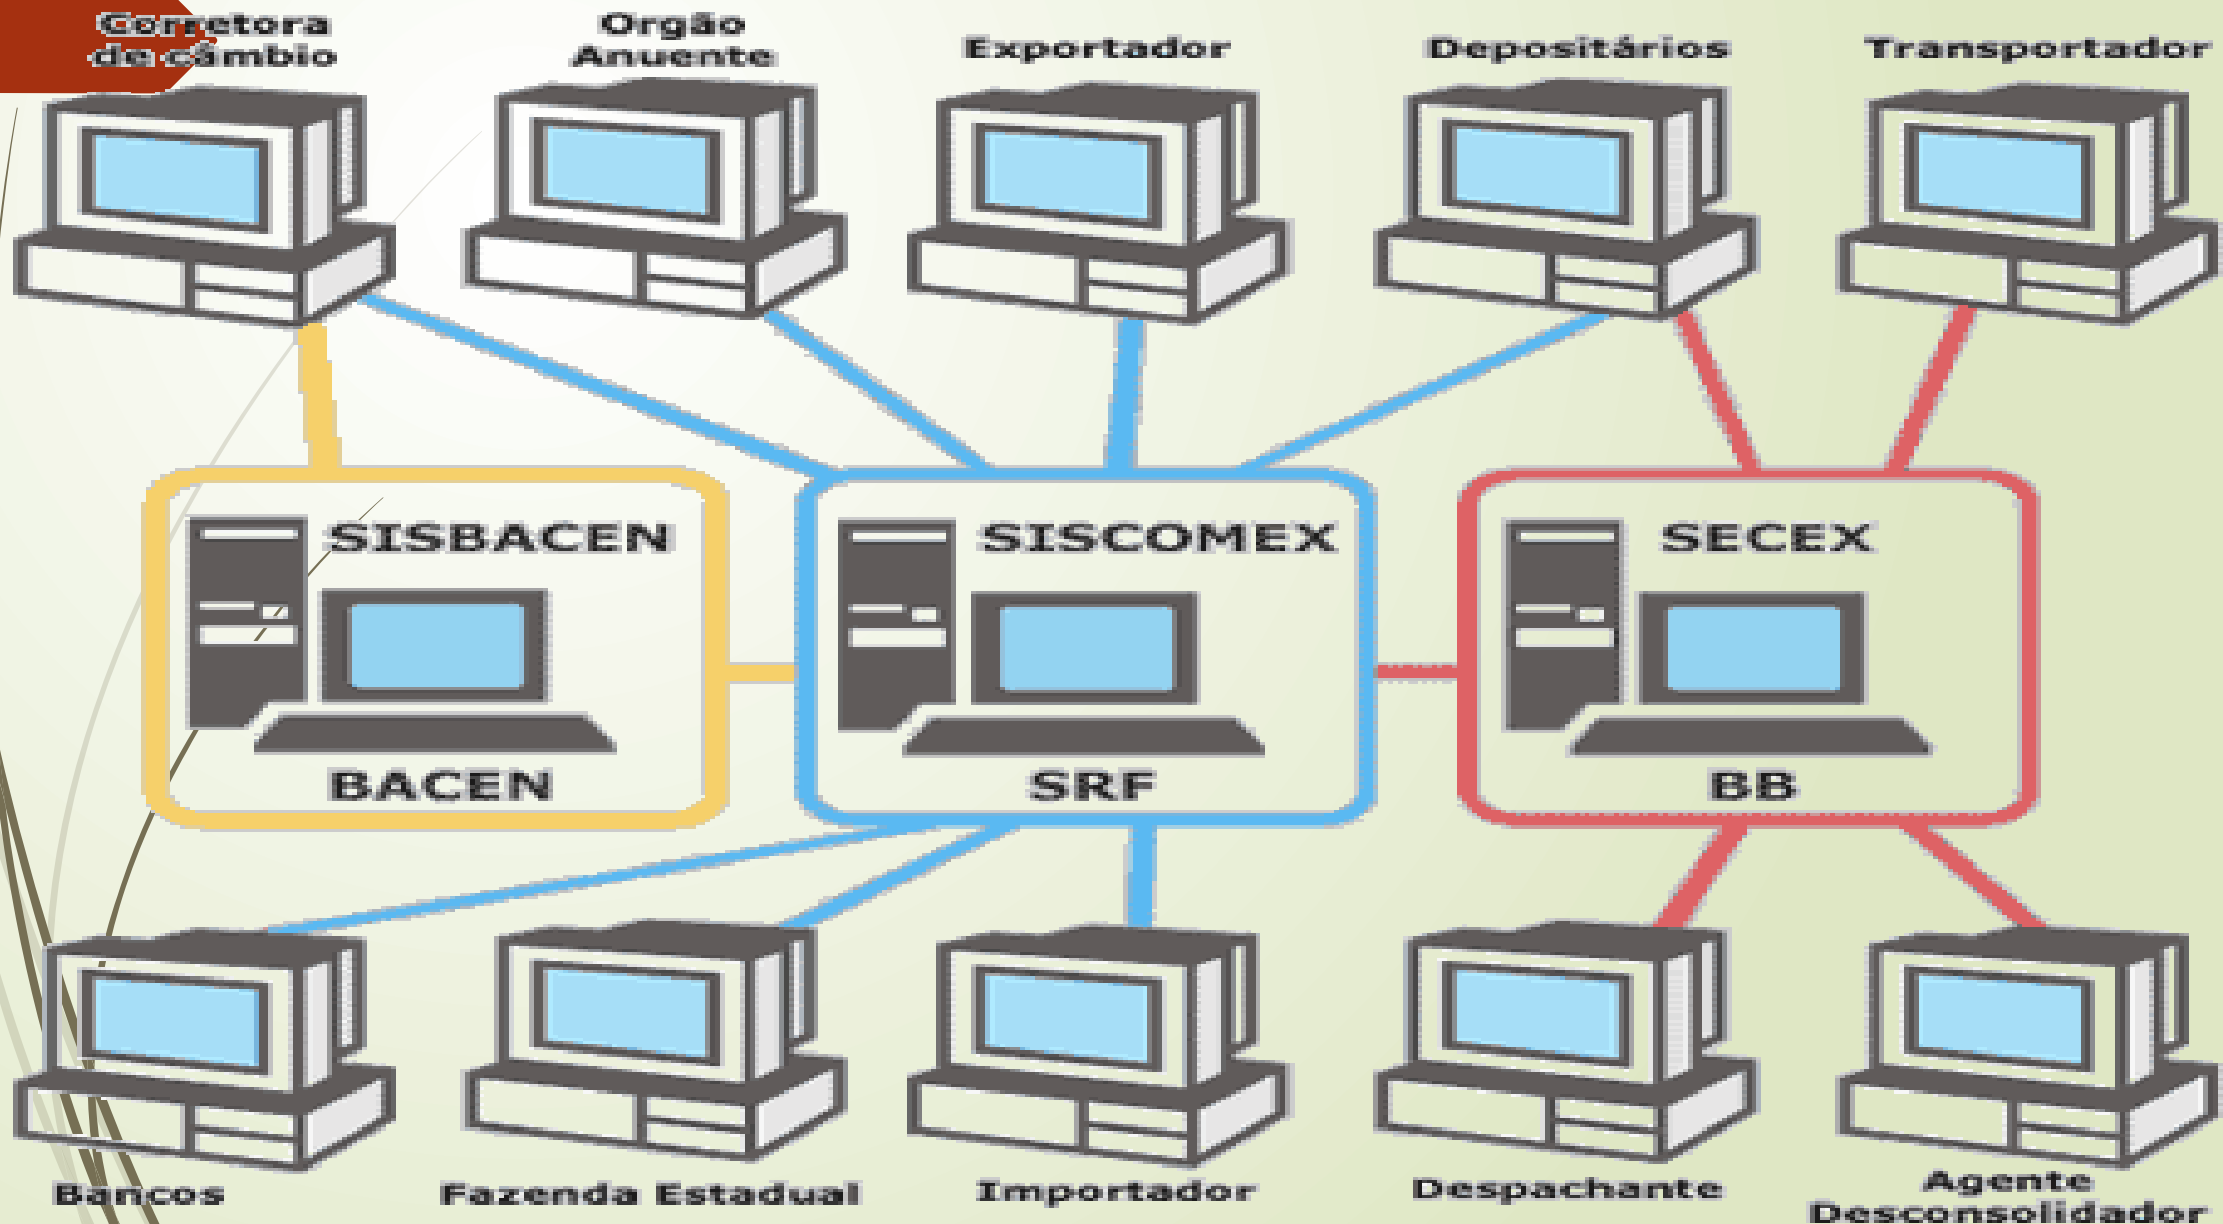 Corretora
de câmbio
Orgão
Anuente
Exportador
Depositários
Transportador
SISBACEN
BACEN
SISCOMEX
SRF
SECEX
BB
Bancos
Fazenda Estadual
Importador
Despachante
Agente
Desconsolidador